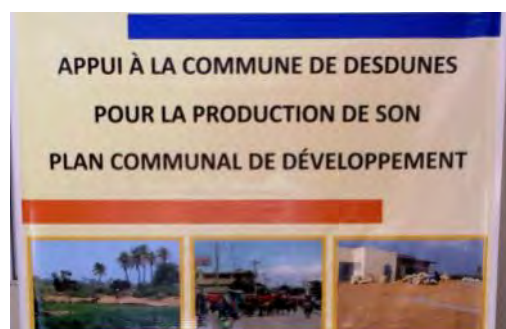 APPUI À LA COMMUNE DE DESDUNES
POUR LA PRODUCTION DE SON
PLAN COMMUNAL DE DÉVELOPPEMENT